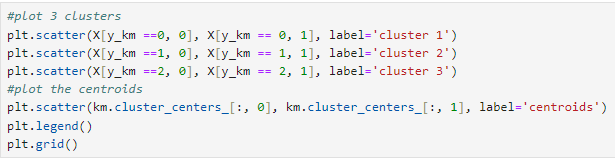 #plot 3 clusters
plt.scatter(X[y_km ==0, 0], X[y_km == 0, 1], label='cluster 1')
plt.scatter(X[y_km ==1, 0], X[y_km == 1, 1], label='cluster 2')
plt.scatter(X[y_km ==2, 0], X[y_km == 2, 1], label='cluster 3')
#plot the centroids
plt.scatter(km.cluster_centers_[:, 0], km.cluster_centers_[:, 1], label='centroids')
plt.legend()
plt.grid()